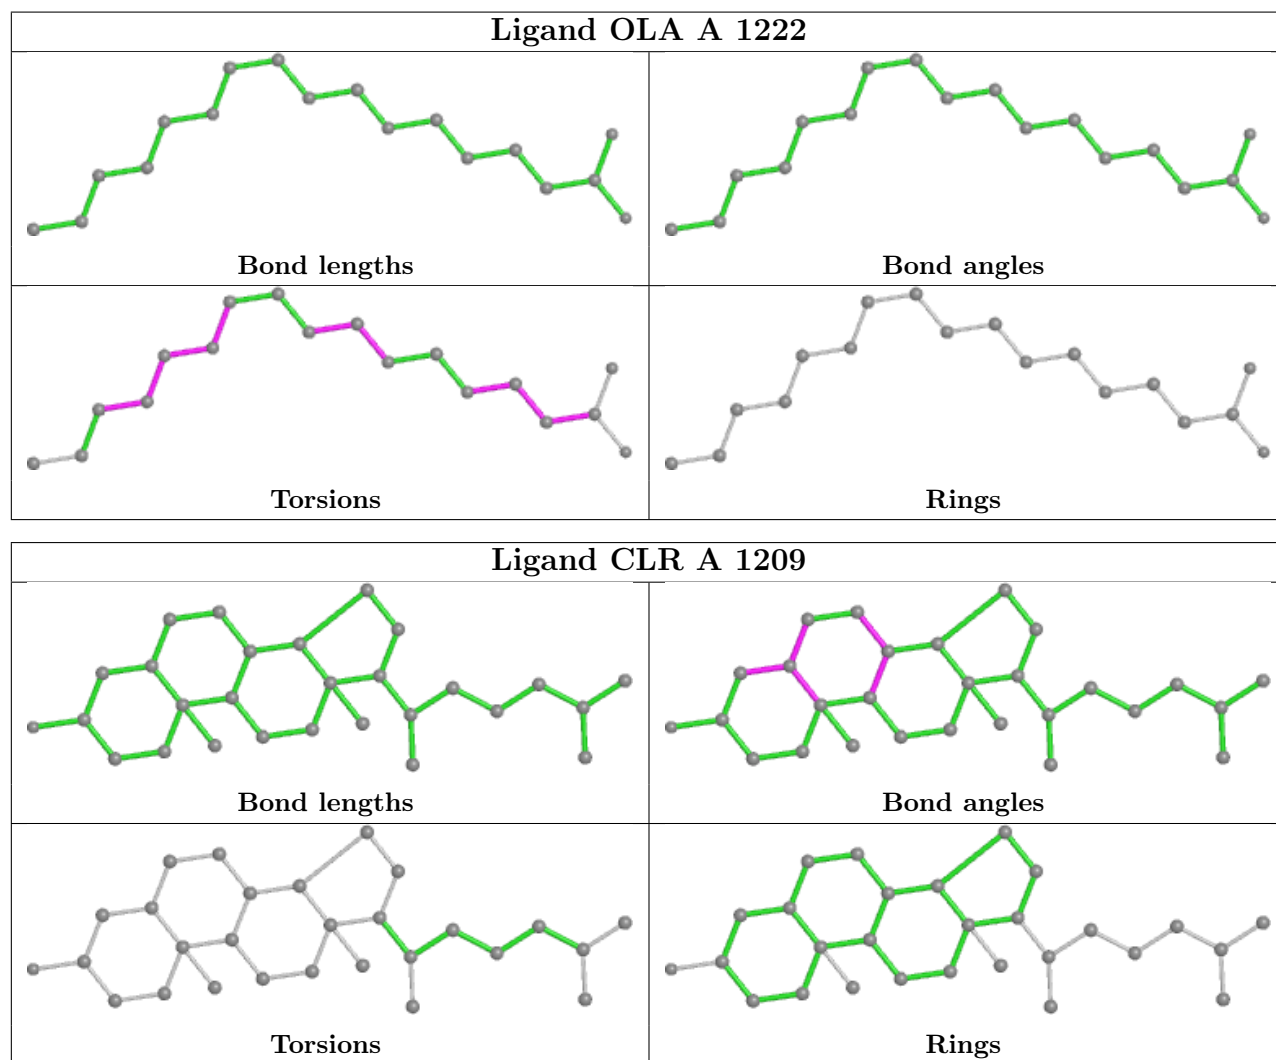 Ligand OLA A 1222
Bond lengths
Bond angles
Torsions
Rings
Ligand CLR A 1209
Bond lengths
Bond angles
Torsions
Rings